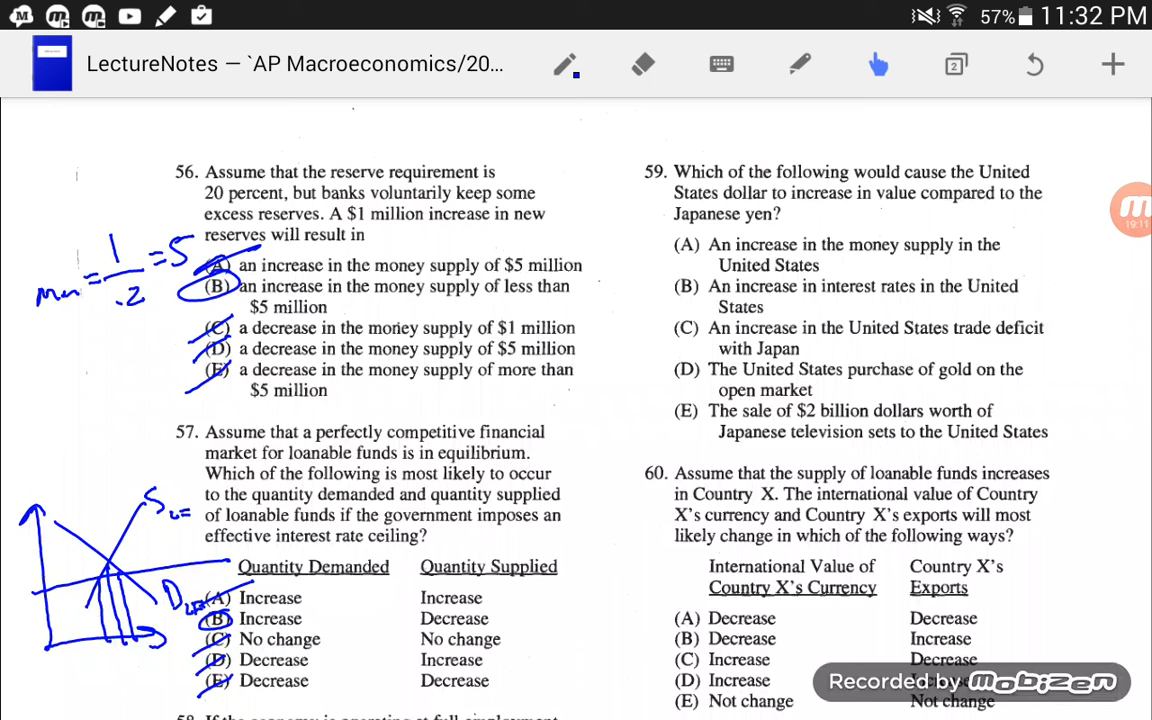 57% 11:32 PM
LectureNotes — `AP Macroeconomics/20...
19:11
56. Assume that the reserve requirement is
20 percent, but banks voluntarily keep some
excess reserves. A $1 million increase in new
reserves will result in
(A) an increase in the money supply of $5 million
(B) an increase in the money supply of less than
$5 million
(C) a decrease in the money supply of $1 million
(D) a decrease in the money supply of $5 million
(E) a decrease in the money supply of more than
$5 million
= 1/.2 = 5
57. Assume that a perfectly competitive financial
market for loanable funds is in equilibrium.
Which of the following is most likely to occur
to the quantity demanded and quantity supplied
of loanable funds if the government imposes an
effective interest rate ceiling?
Quantity Demanded Quantity Supplied
(A) Increase Increase
(B) Increase Decrease
(C) No change No change
(D) Decrease Increase
(E) Decrease Decrease
SLF
DLF
58. If the economy is operating at full employment
59. Which of the following would cause the United
States dollar to increase in value compared to the
Japanese yen?
(A) An increase in the money supply in the
United States
(B) An increase in interest rates in the United
States
(C) An increase in the United States trade deficit
with Japan
(D) The United States purchase of gold on the
open market
(E) The sale of $2 billion dollars worth of
Japanese television sets to the United States
60. Assume that the supply of loanable funds increases
in Country X. The international value of Country
X's currency and Country X's exports will most
likely change in which of the following ways?
International Value of Country X's
Country X's Currency Exports
(A) Decrease Decrease
(B) Decrease Increase
(C) Increase Decrease
(D) Increase
(E) Not change Not change
Recorded by mobizen